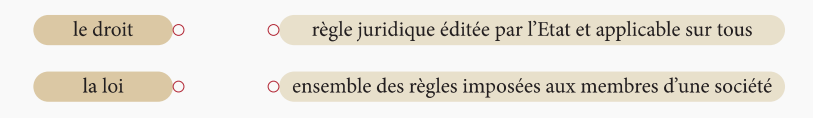 le droit règle juridique éditée par l'Etat et applicable sur tous
la loi ensemble des règles imposées aux membres d'une société